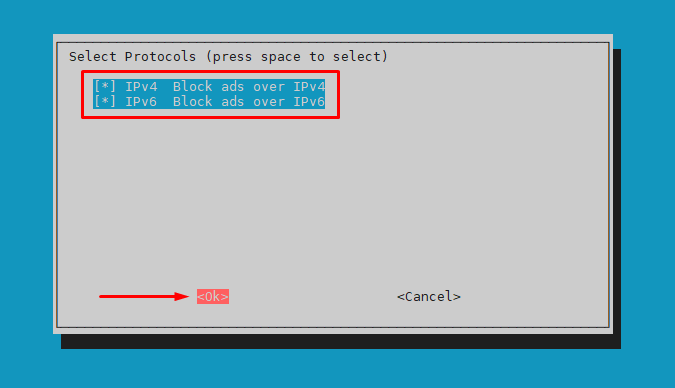 Select Protocols (press space to select)
[*] IPv4  Block ads over IPv4
[*] IPv6  Block ads over IPv6
<Ok>
<Cancel>